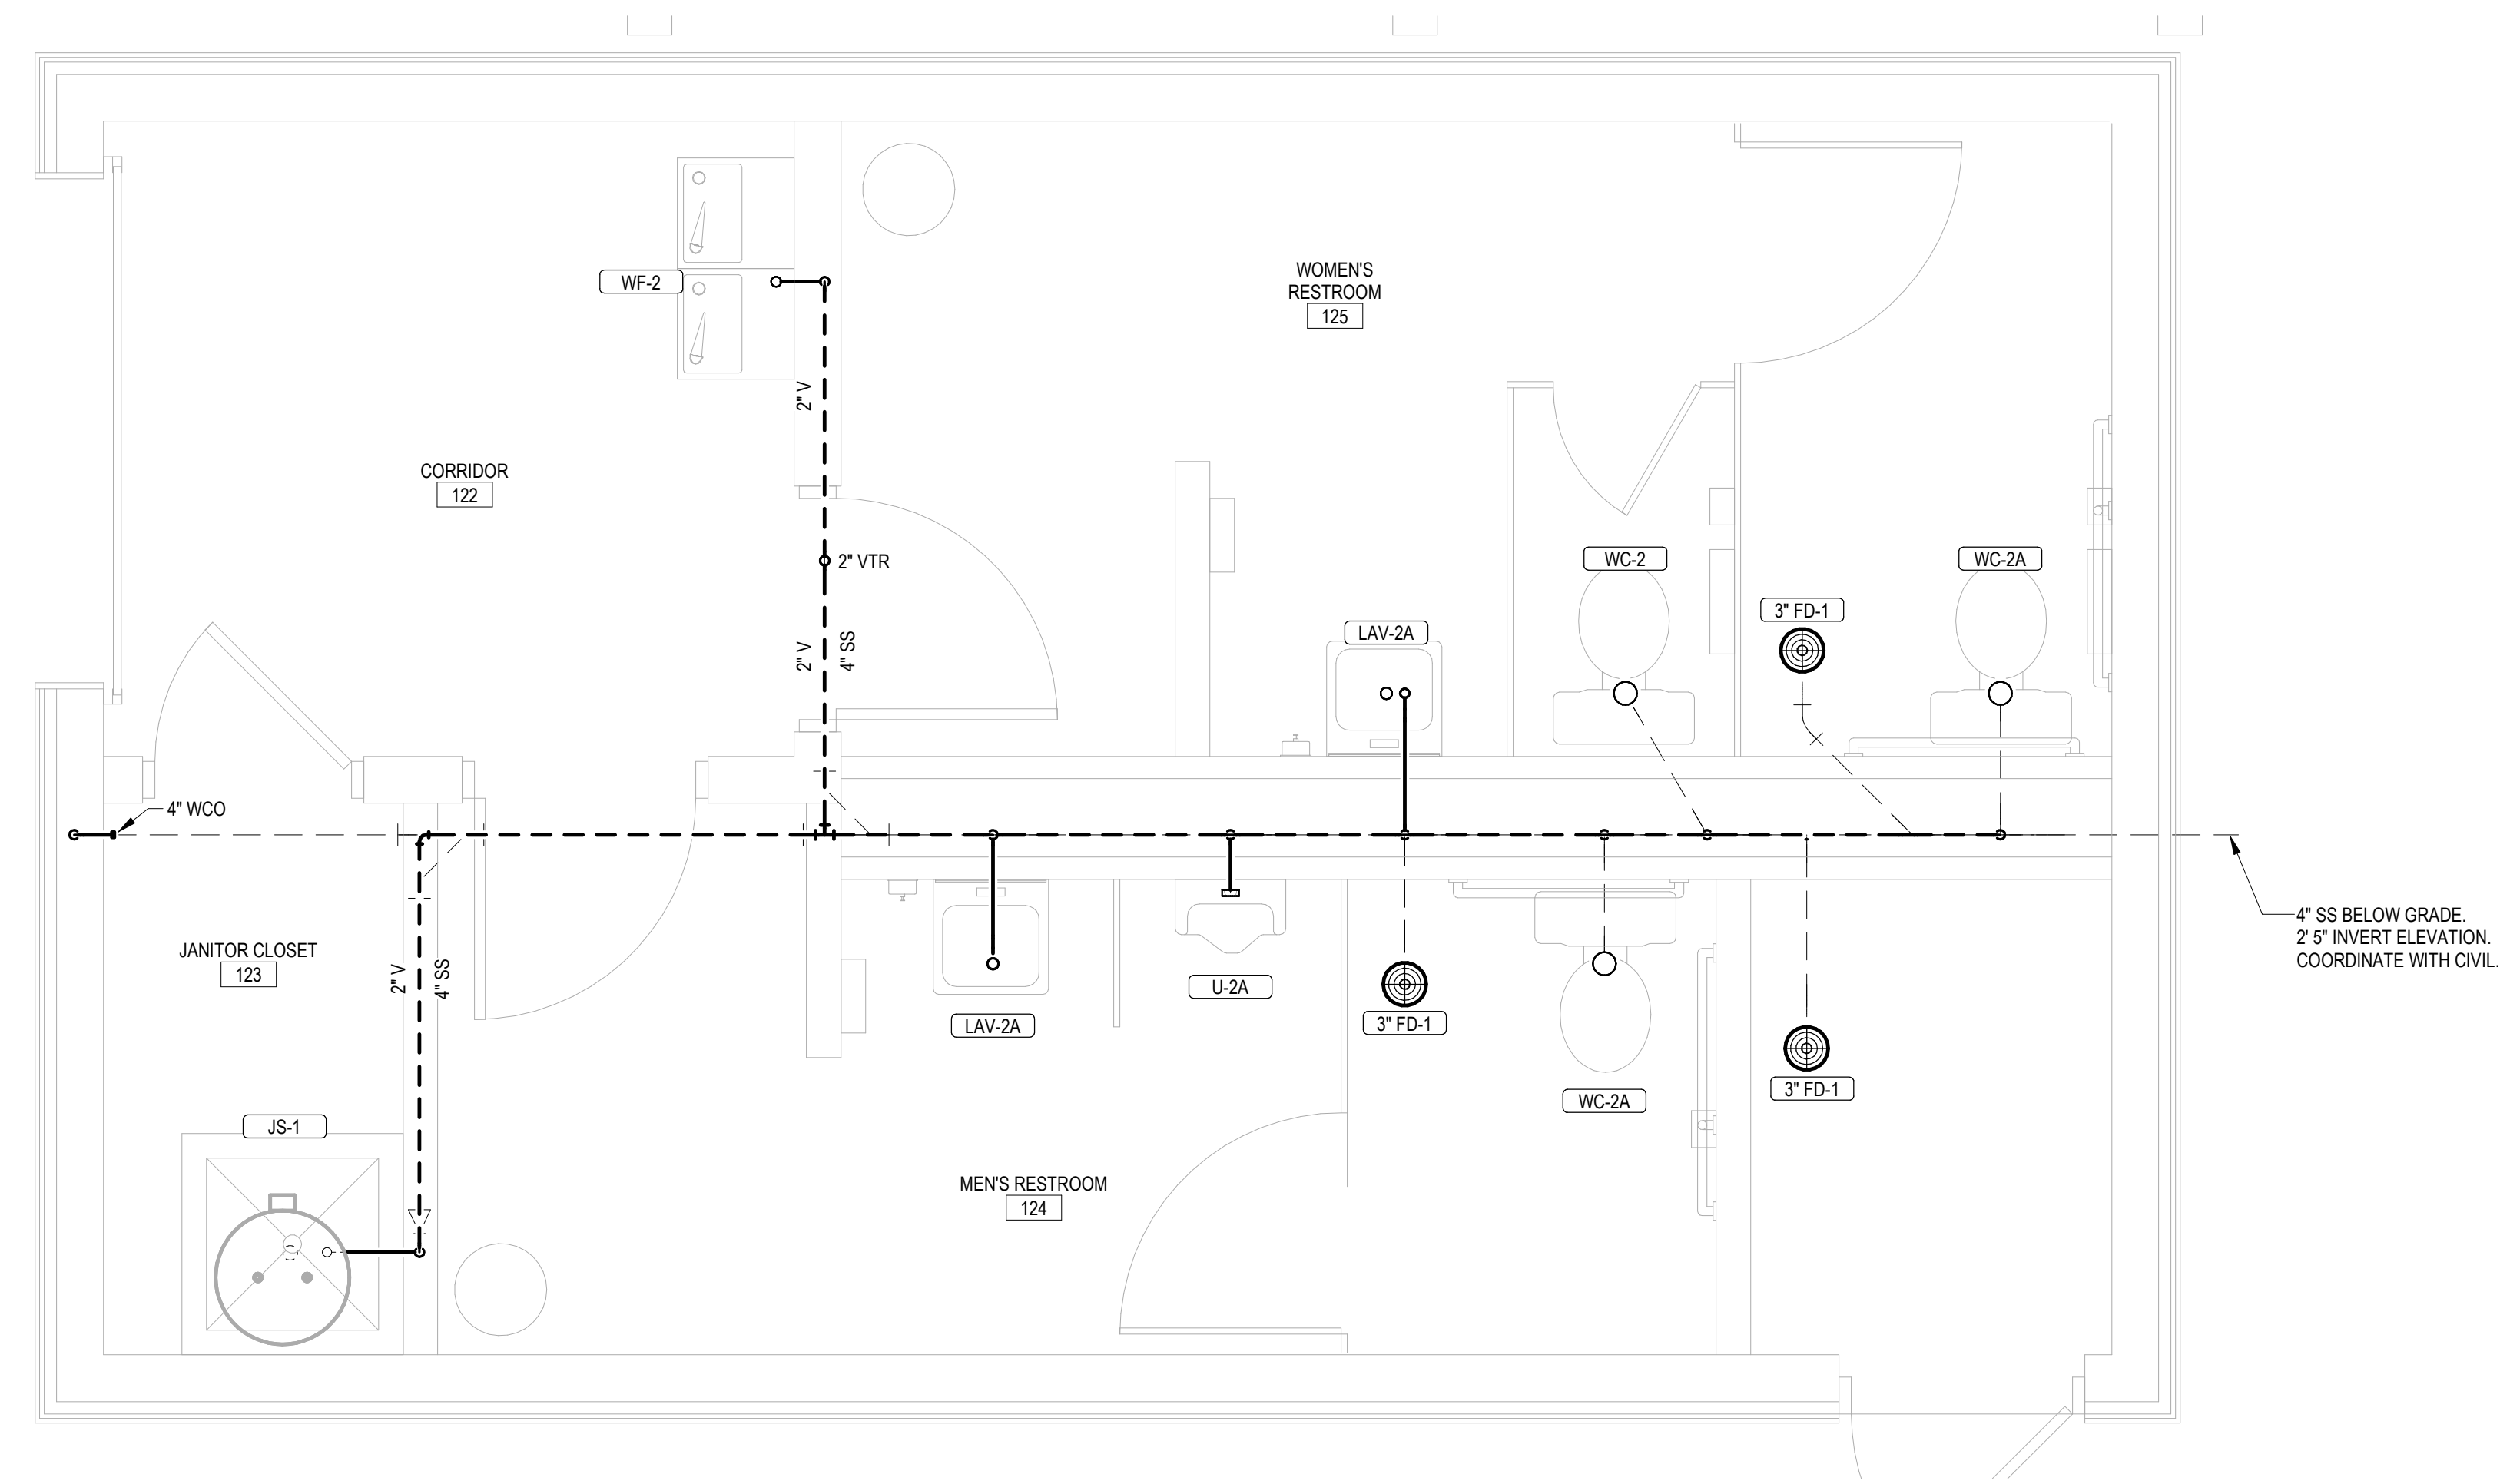 WF-2
WOMEN'S
RESTROOM
125
2" V
CORRIDOR
122
2" VTR
WC-2
WC-2A
3" FD-1
LAV-2A
2" V
4" SS
4" WCO
4" SS BELOW GRADE.
2' 5" INVERT ELEVATION.
COORDINATE WITH CIVIL.
JANITOR CLOSET
123
2" V
4" SS
U-2A
LAV-2A
3" FD-1
3" FD-1
WC-2A
JS-1
MEN'S RESTROOM
124